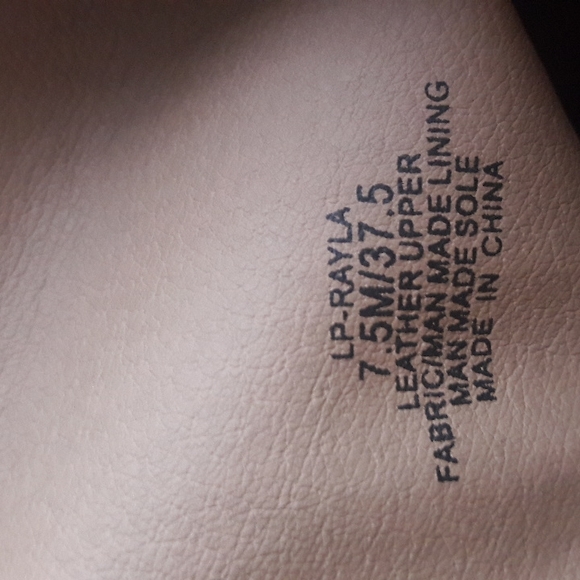 LP-RAYLA
7.5M/37.5
LEATHER UPPER
FABRIC/MAN MADE LINING
MAN MADE SOLE
MADE IN CHINA